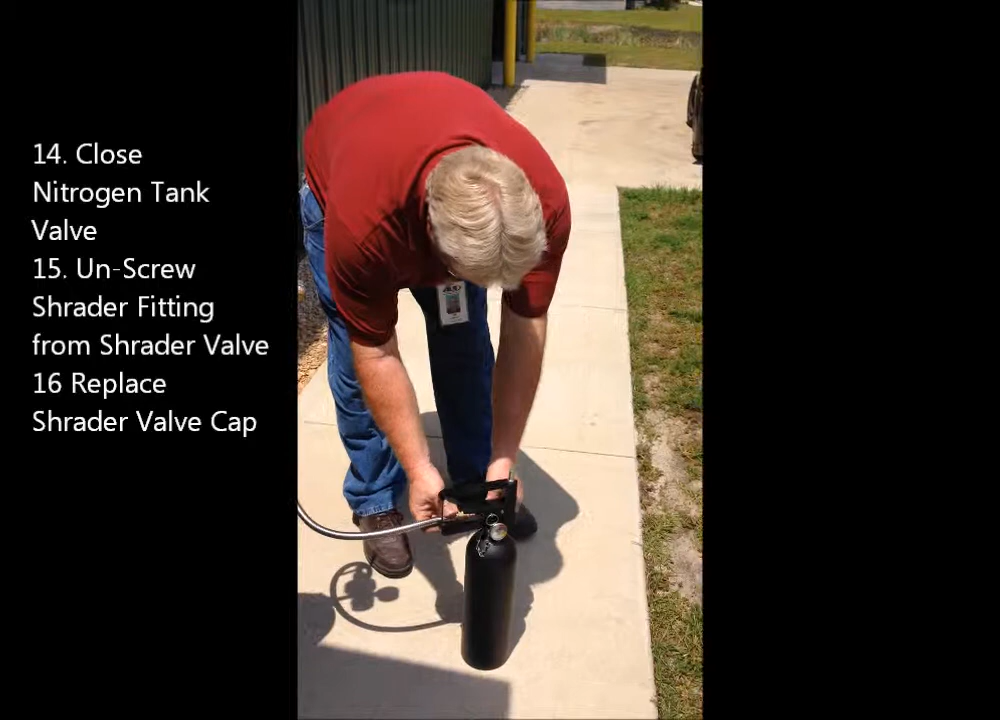 14. Close
Nitrogen Tank
Valve
15. Un-Screw
Shrader Fitting
from Shrader Valve
16 Replace
Shrader Valve Cap